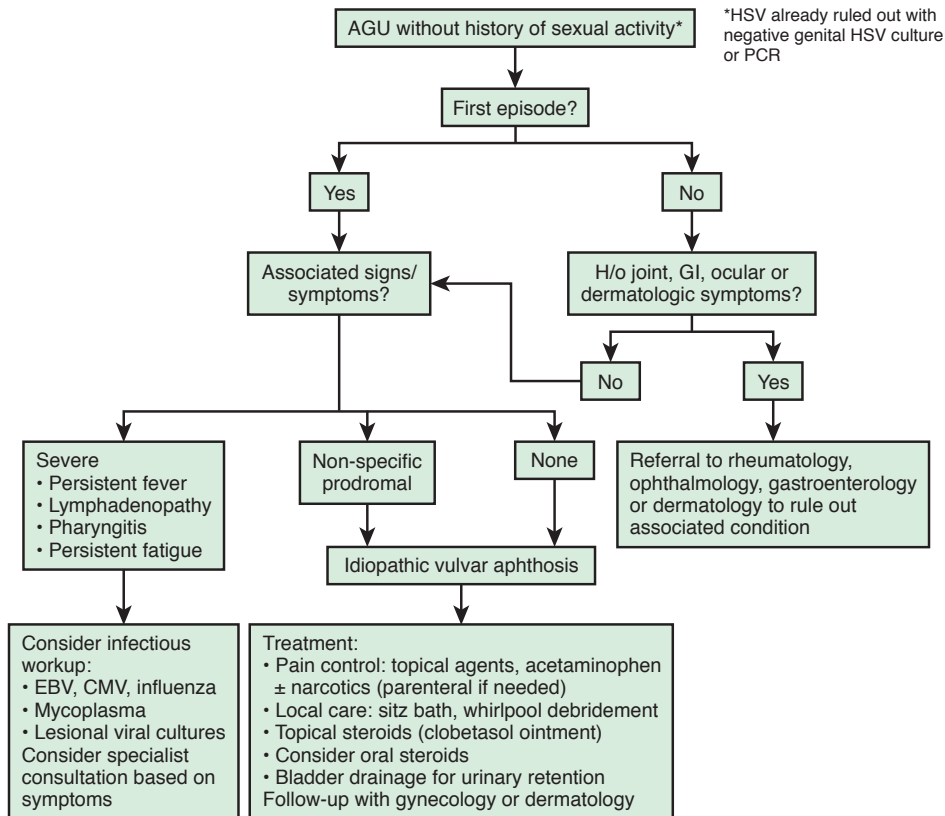 AGU without history of sexual activity*
*HSV already ruled out with
negative genital HSV culture
or PCR
First episode?
Yes
No
Associated signs/
symptoms?
H/o joint, GI, ocular or
dermatologic symptoms?
No
Yes
Severe
• Persistent fever
• Lymphadenopathy
• Pharyngitis
• Persistent fatigue
Non-specific
prodromal
None
Referral to rheumatology,
ophthalmology, gastroenterology
or dermatology to rule out
associated condition
Idiopathic vulvar aphthosis
Consider infectious
workup:
• EBV, CMV, influenza
• Mycoplasma
• Lesional viral cultures
Consider specialist
consultation based on
symptoms
Treatment:
• Pain control: topical agents, acetaminophen
± narcotics (parenteral if needed)
• Local care: sitz bath, whirlpool debridement
• Topical steroids (clobetasol ointment)
• Consider oral steroids
• Bladder drainage for urinary retention
Follow-up with gynecology or dermatology